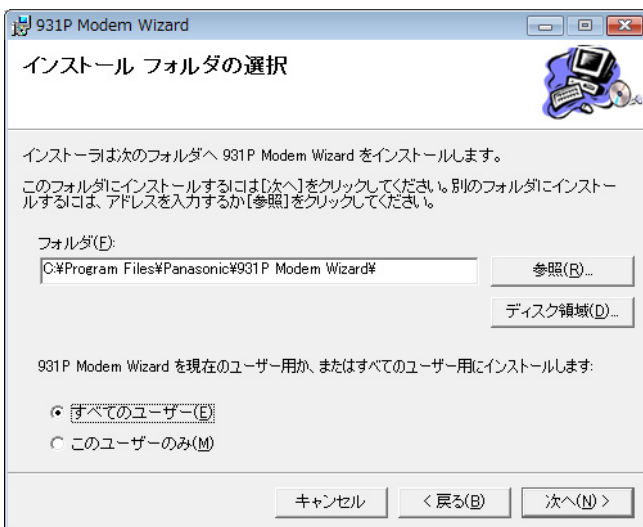 931P Modem Wizard
インストール フォルダの選択
インストーラは次のフォルダへ 931P Modem Wizard をインストールします。
このフォルダにインストールするには[次へ]をクリックしてください。別のフォルダにインストー
ルするには、アドレスを入力するか[参照]をクリックしてください。
フォルダ(F):
C:¥Program Files¥Panasonic¥931P Modem Wizard¥
参照(R)...
ディスク領域(D)...
931P Modem Wizard を現在のユーザー用か、またはすべてのユーザー用にインストールします:
すべてのユーザー(E)
このユーザーのみ(M)
キャンセル
< 戻る(B)
次へ(N) >